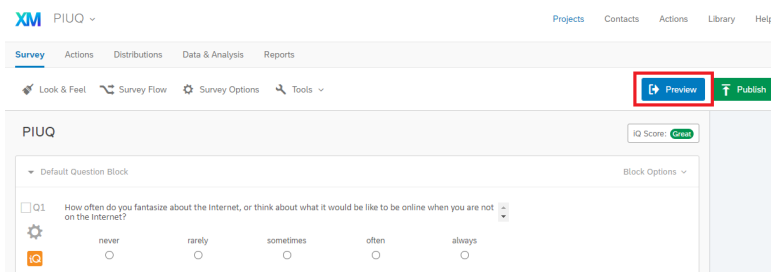 XM PIUQ
Projects Contacts Actions Library Help
Survey Actions Distributions Data & Analysis Reports
Look & Feel Survey Flow Survey Options Tools Preview Publish
PIUQ iQ Score: Great
Default Question Block Block Options
Q1 How often do you fantasize about the Internet, or think about what it would be like to be online when you are not
on the Internet?
never rarely sometimes often always
iQ